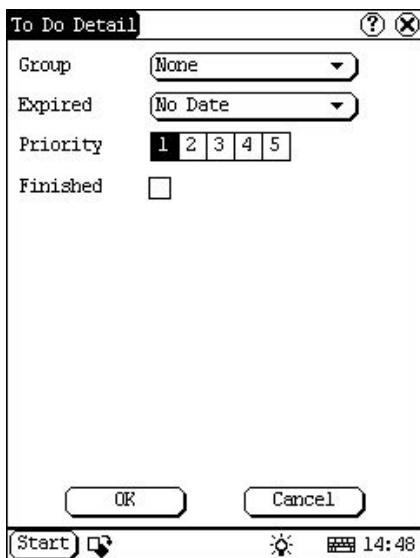 To Do Detail ?
Group None
Expired No Date
Priority 1 2 3 4 5
Finished
OK Cancel
Start 14:48